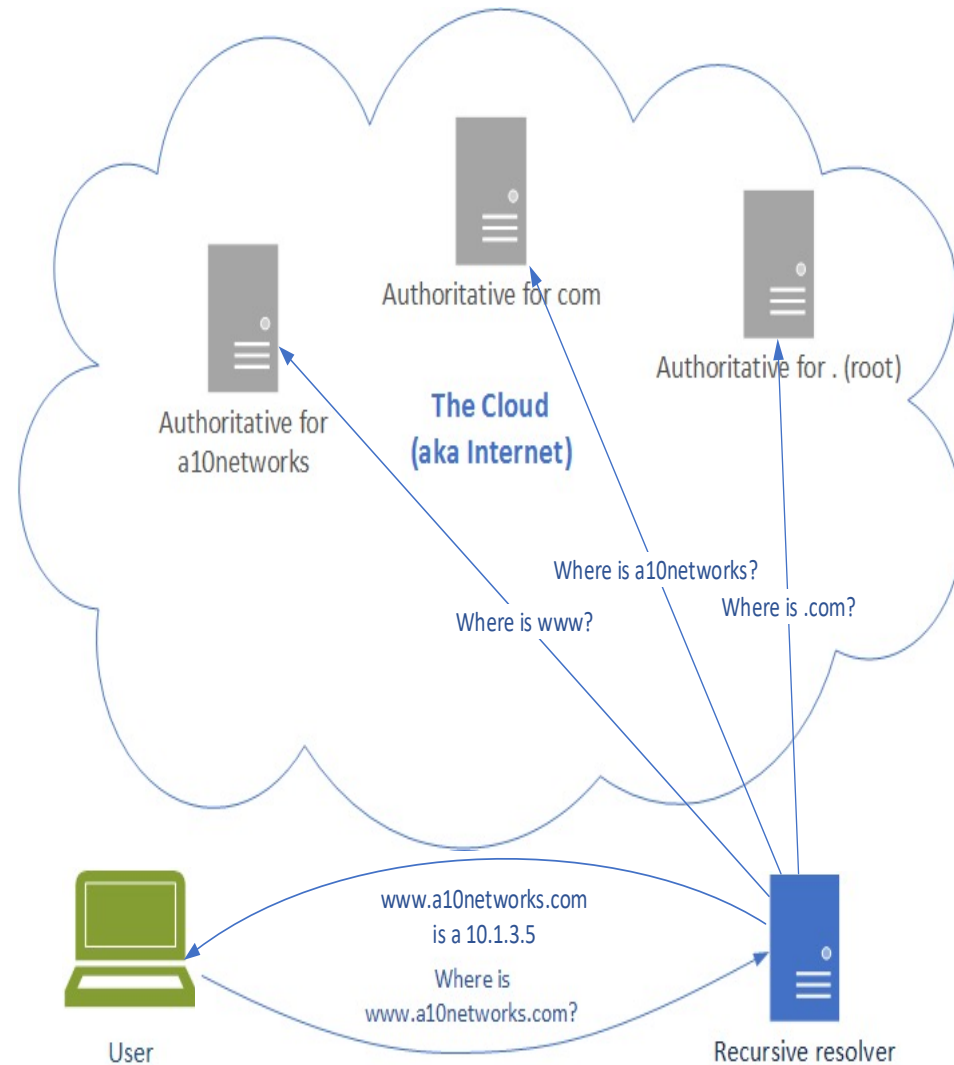 Authoritative for com
Authoritative for . (root)
Authoritative for
a10networks
The Cloud
(aka Internet)
Where is a10networks?
Where is .com?
Where is www?
www.a10networks.com
is a 10.1.3.5
Where is
www.a10networks.com?
User
Recursive resolver